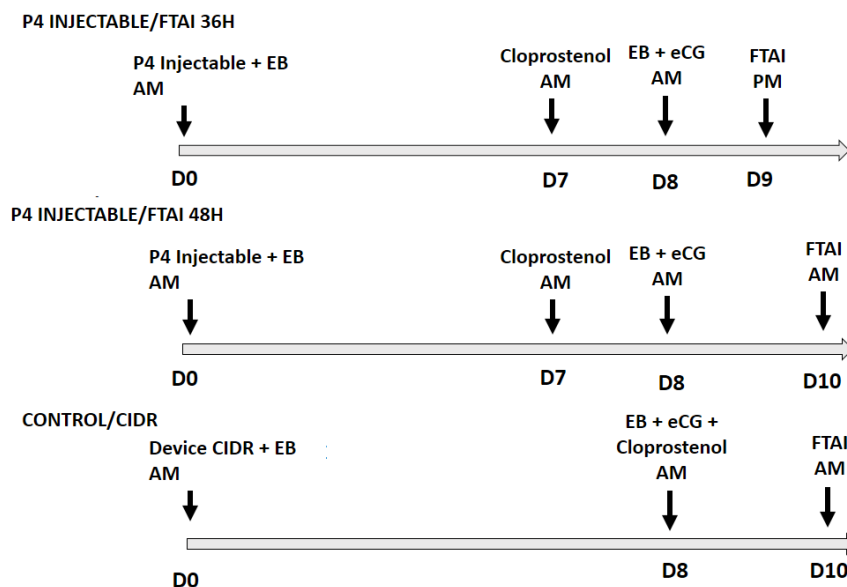 P4 INJECTABLE/FTAI 36H
P4 Injectable + EB
AM
Cloprostenol
AM
EB + eCG
AM
FTAI
PM
D0
D7
D8
D9
P4 INJECTABLE/FTAI 48H
P4 Injectable + EB
AM
Cloprostenol
AM
EB + eCG
AM
FTAI
AM
D0
D7
D8
D10
CONTROL/CIDR
Device CIDR + EB
AM
EB + eCG +
Cloprostenol
AM
FTAI
AM
D0
D8
D10